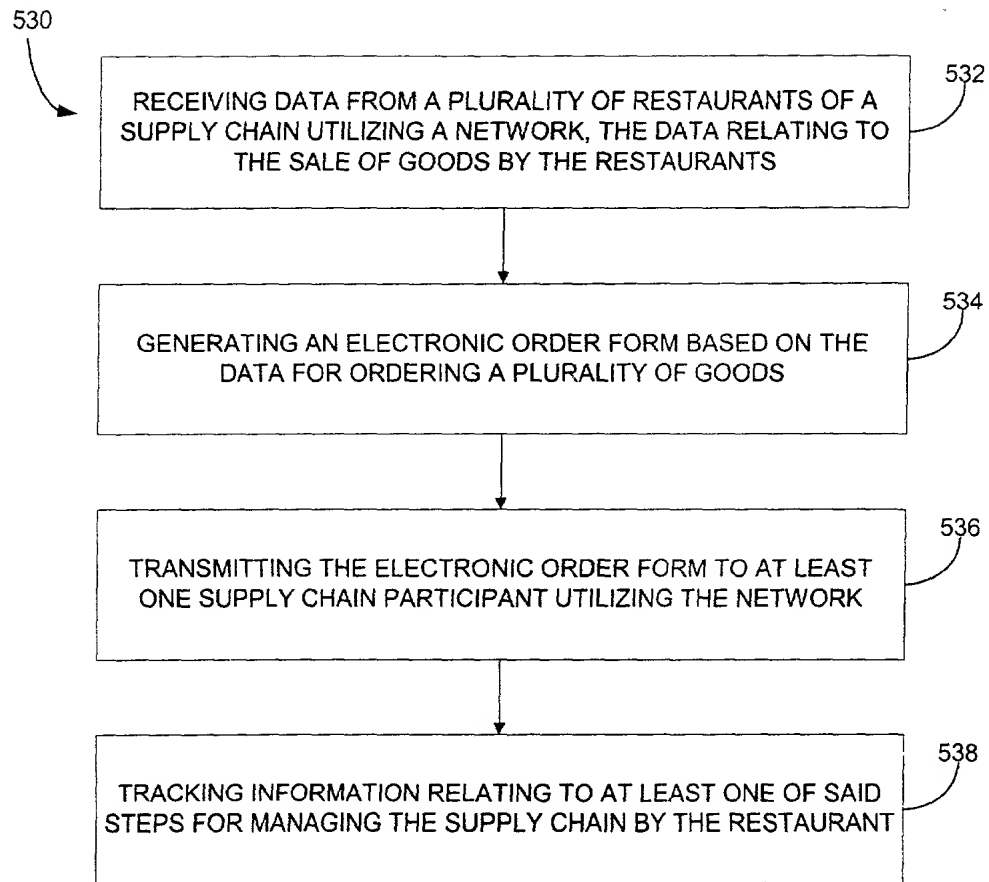 530
532
RECEIVING DATA FROM A PLURALITY OF RESTAURANTS OF A
SUPPLY CHAIN UTILIZING A NETWORK, THE DATA RELATING TO
THE SALE OF GOODS BY THE RESTAURANTS
534
GENERATING AN ELECTRONIC ORDER FORM BASED ON THE
DATA FOR ORDERING A PLURALITY OF GOODS
536
TRANSMITTING THE ELECTRONIC ORDER FORM TO AT LEAST
ONE SUPPLY CHAIN PARTICIPANT UTILIZING THE NETWORK
538
TRACKING INFORMATION RELATING TO AT LEAST ONE OF SAID
STEPS FOR MANAGING THE SUPPLY CHAIN BY THE RESTAURANT